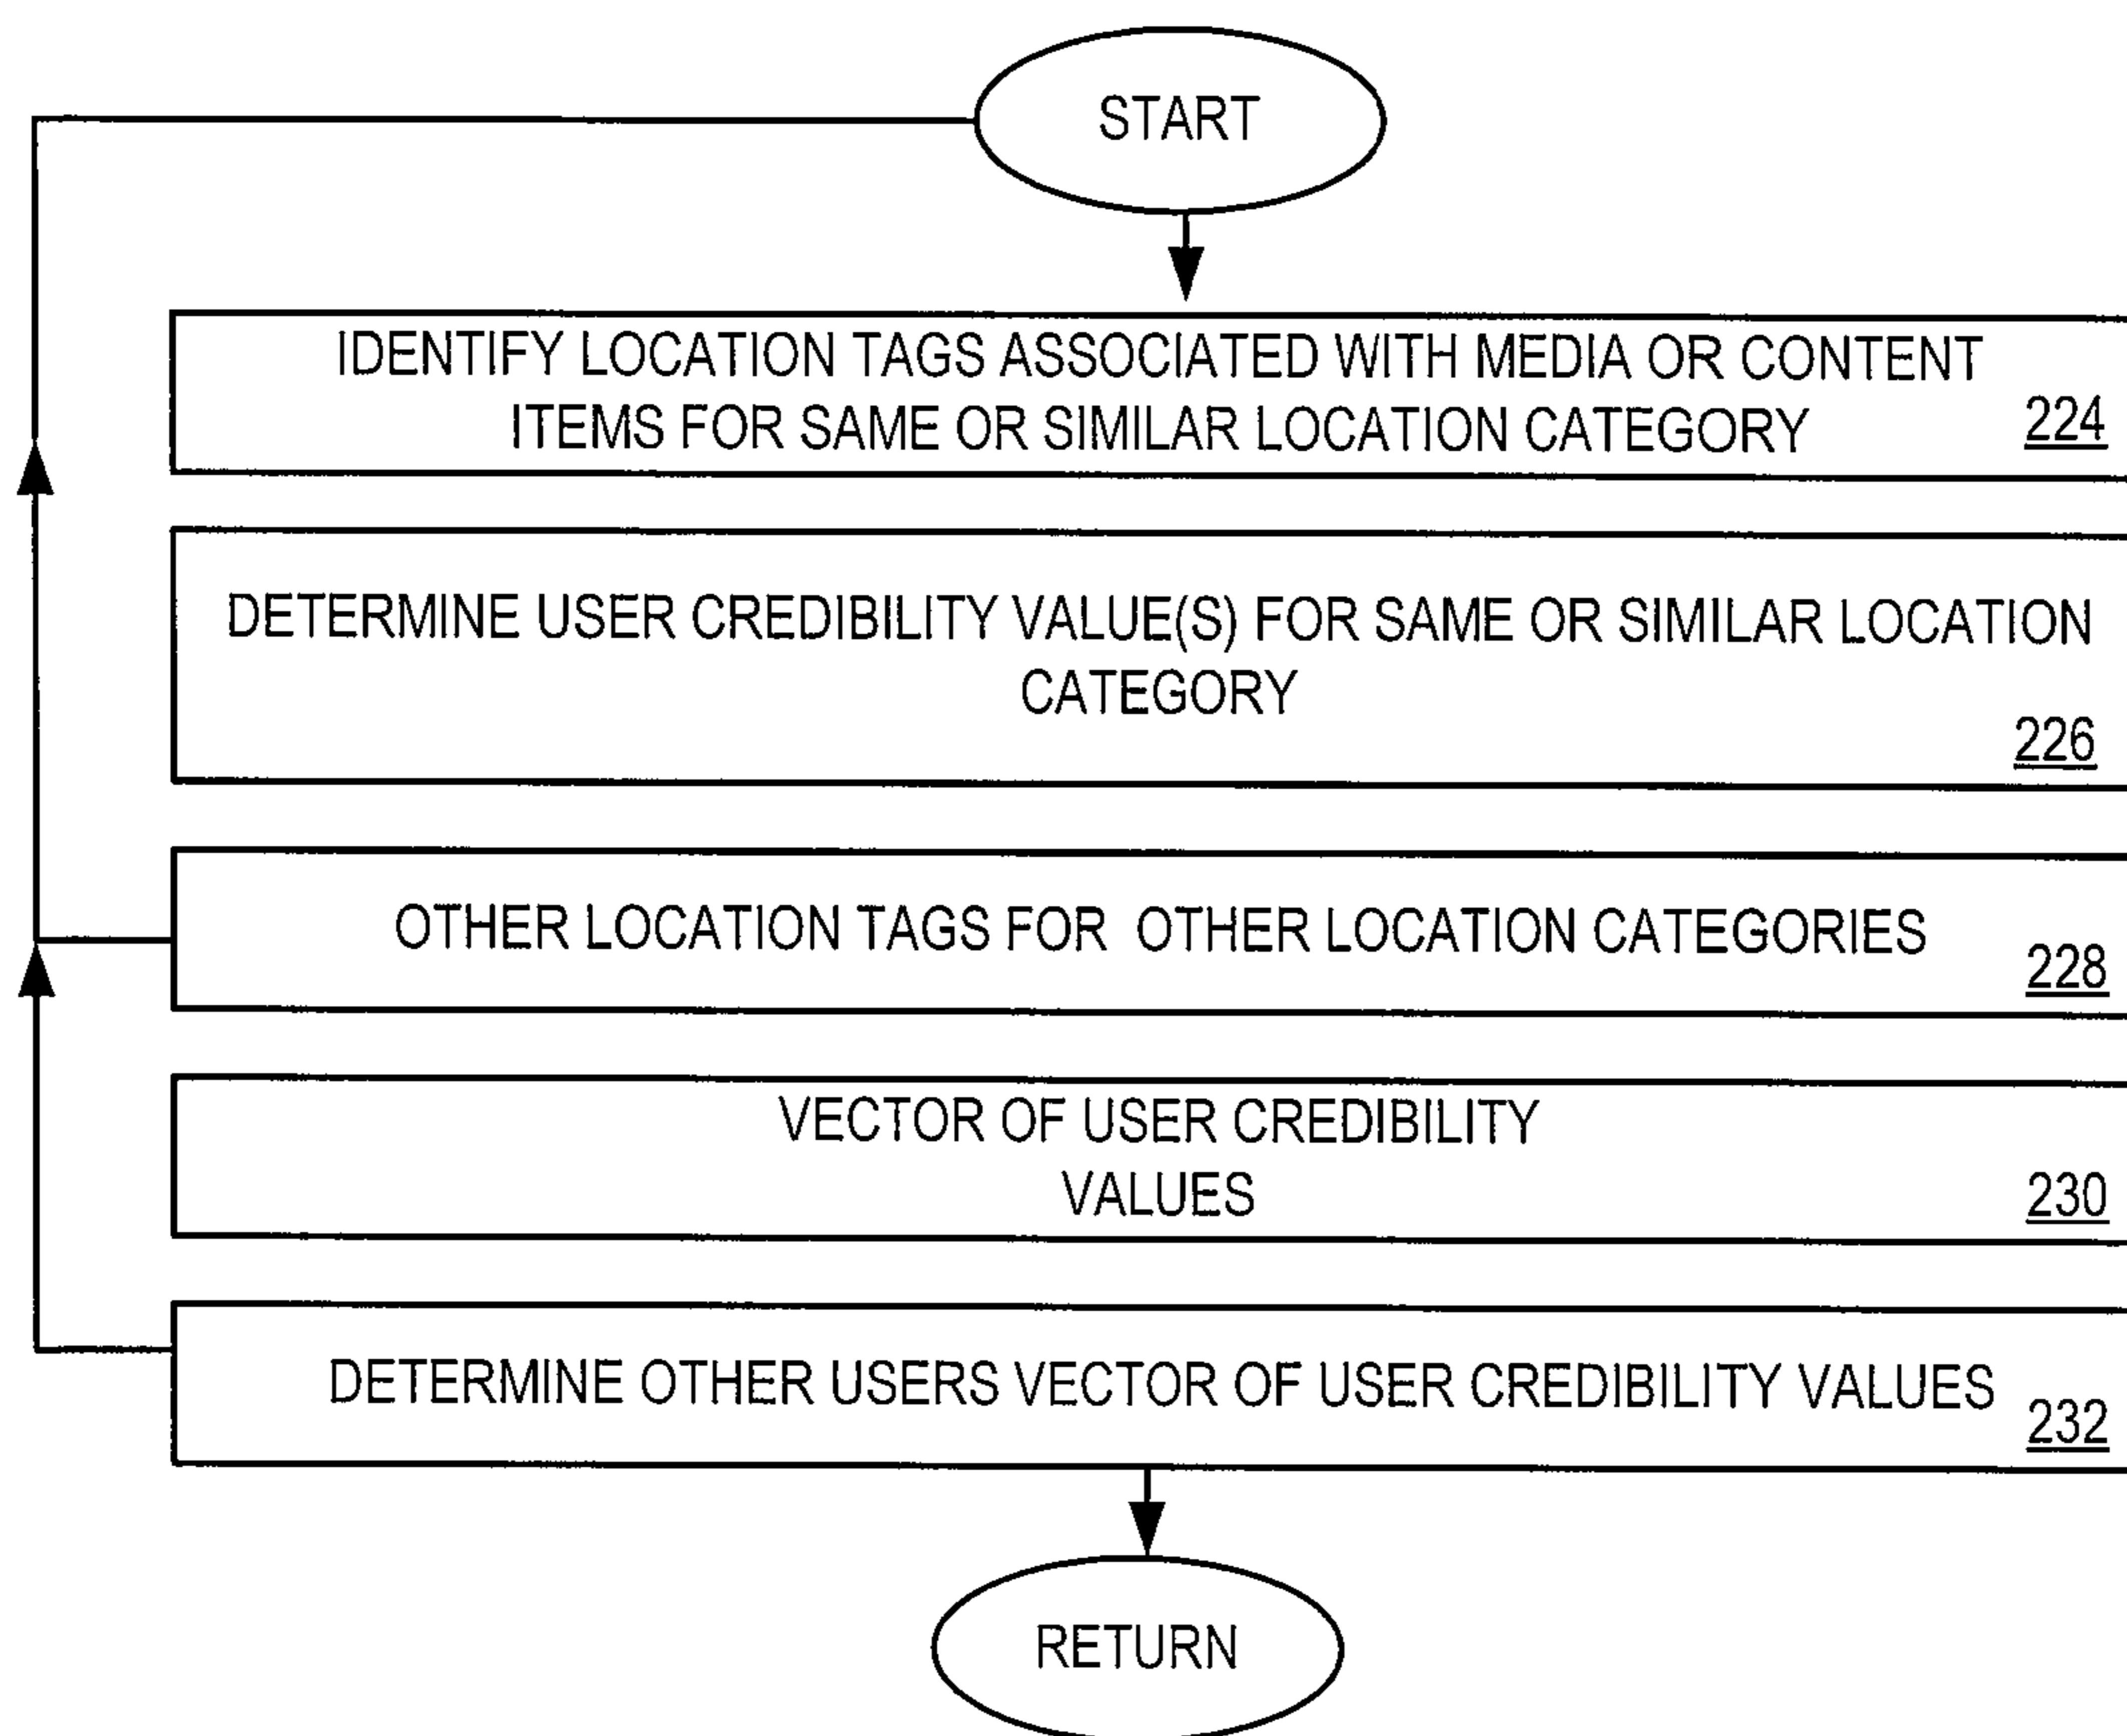 START
IDENTIFY LOCATION TAGS ASSOCIATED WITH MEDIA OR CONTENT
ITEMS FOR SAME OR SIMILAR LOCATION CATEGORY
224
DETERMINE USER CREDIBILITY VALUE(S) FOR SAME OR SIMILAR LOCATION
CATEGORY
226
OTHER LOCATION TAGS FOR OTHER LOCATION CATEGORIES
228
VECTOR OF USER CREDIBILITY
VALUES
230
DETERMINE OTHER USERS VECTOR OF USER CREDIBILITY VALUES
232
RETURN